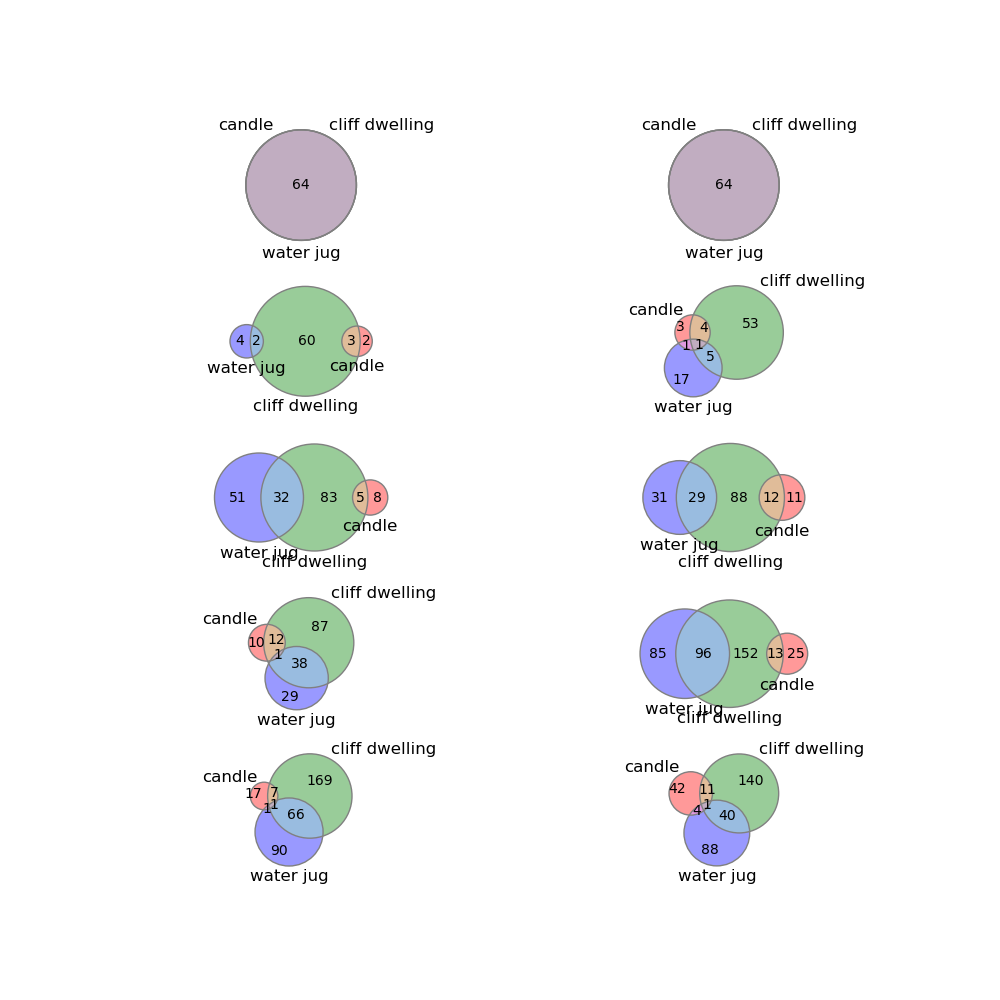 candle cliff dwelling
64
water jug
candle cliff dwelling
64
water jug
4 2 60 3 2
water jug candle
cliff dwelling
cliff dwelling
candle
3 4 53
1 1 5
17
water jug
51 32 83 5 8
candle
water jug
cliff dwelling
31 29 88 12 11
candle
water jug
cliff dwelling
cliff dwelling
candle
87
10 12
1 38
29
water jug
85 96 152 13 25
candle
water jug
cliff dwelling
cliff dwelling
candle
169
17 7
1 1 66
90
water jug
cliff dwelling
candle
140
42 11
4 1 40
88
water jug